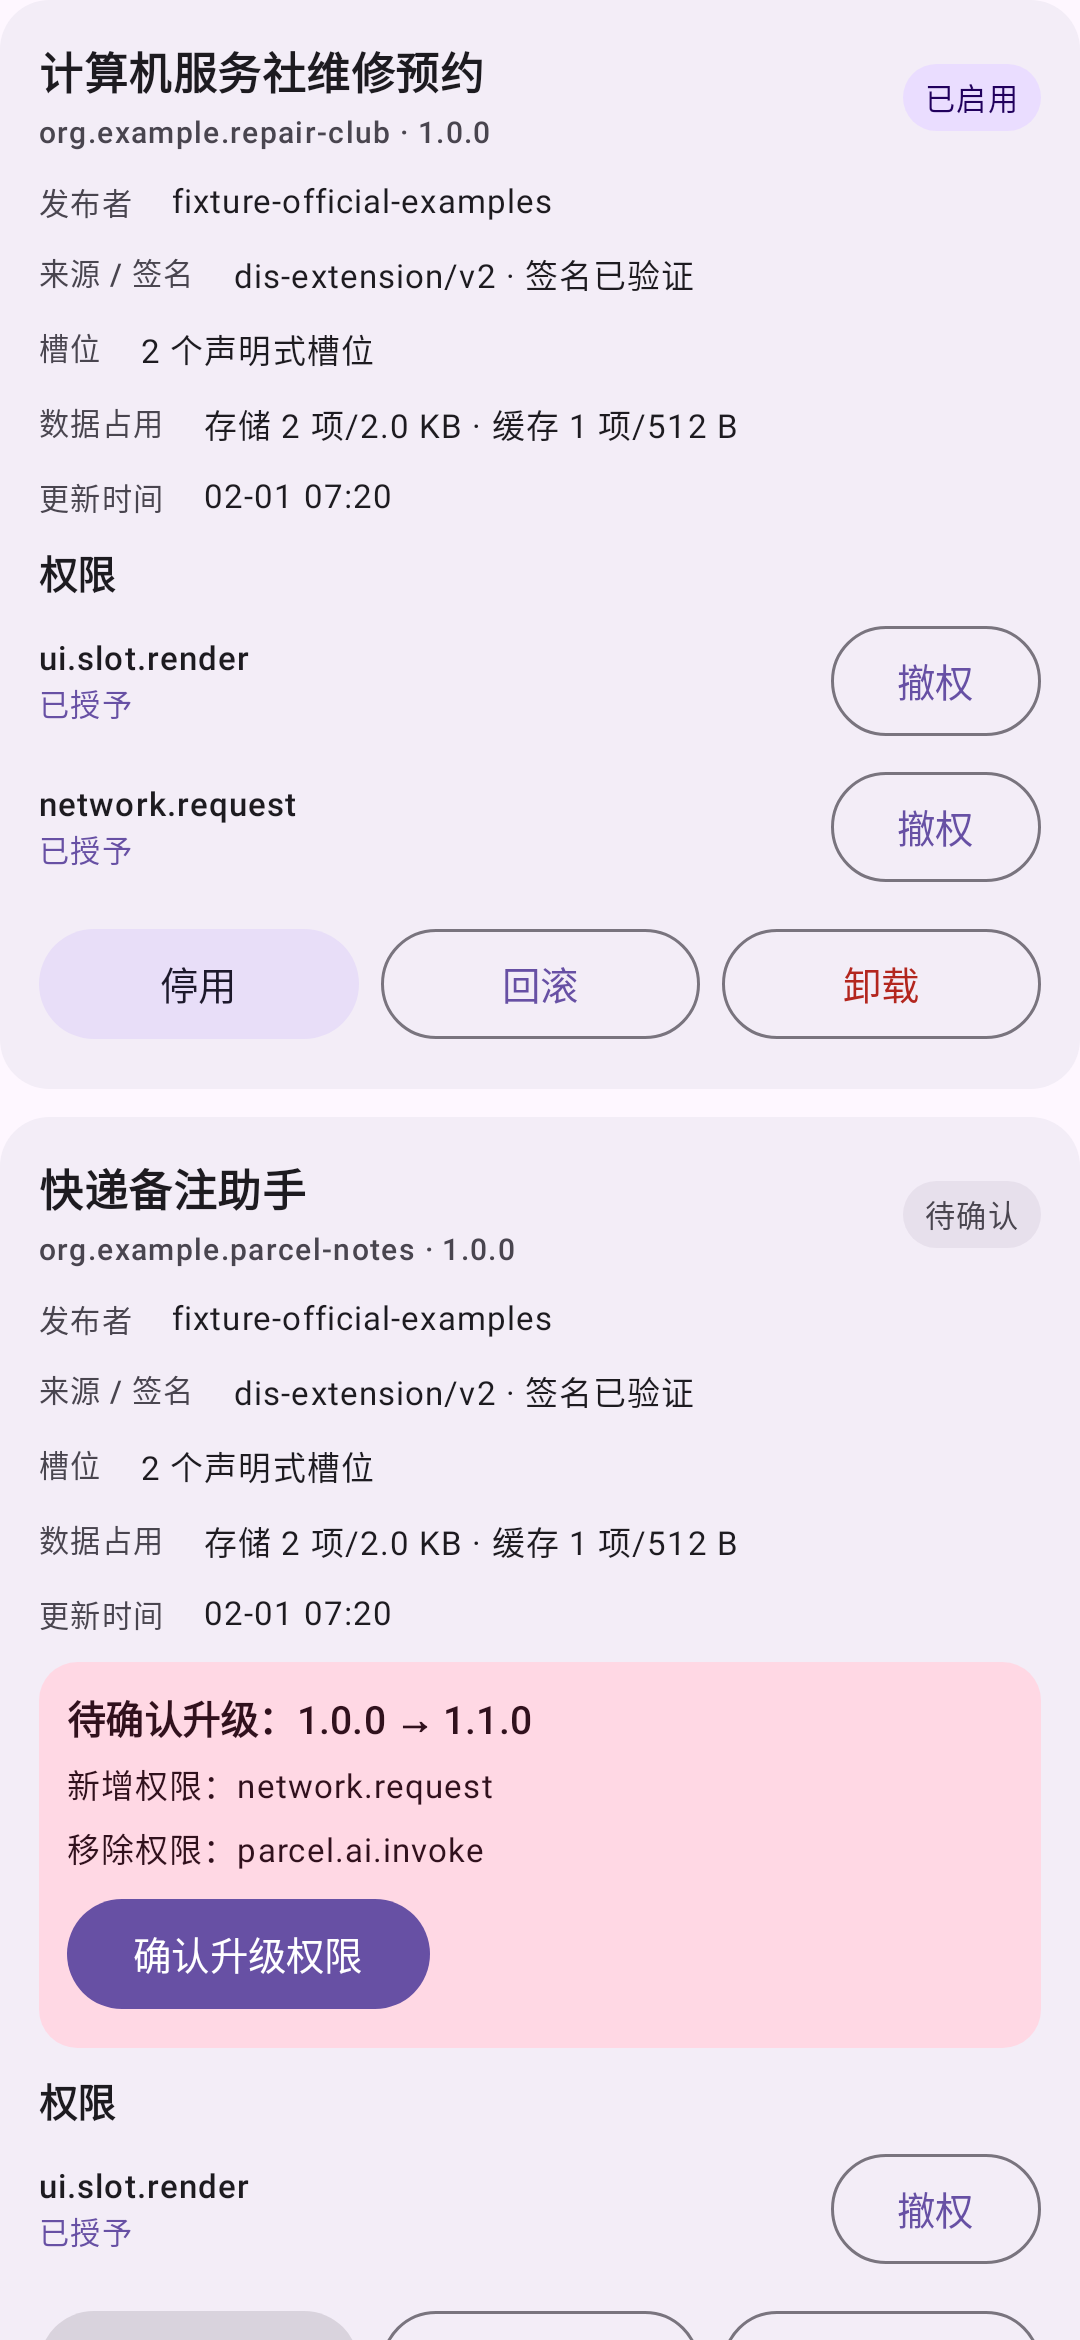 计算机服务社维修预约
已启用
org.example.repair-club · 1.0.0
发布者 fixture-official-examples
来源 / 签名 dis-extension/v2 · 签名已验证
槽位 2 个声明式槽位
数据占用 存储 2 项/2.0 KB · 缓存 1 项/512 B
更新时间 02-01 07:20
权限
ui.slot.render
已授予
撤权
network.request
已授予
撤权
停用 回滚 卸载
快递备注助手
待确认
org.example.parcel-notes · 1.0.0
发布者 fixture-official-examples
来源 / 签名 dis-extension/v2 · 签名已验证
槽位 2 个声明式槽位
数据占用 存储 2 项/2.0 KB · 缓存 1 项/512 B
更新时间 02-01 07:20
待确认升级：1.0.0 → 1.1.0
新增权限：network.request
移除权限：parcel.ai.invoke
确认升级权限
权限
ui.slot.render
已授予
撤权